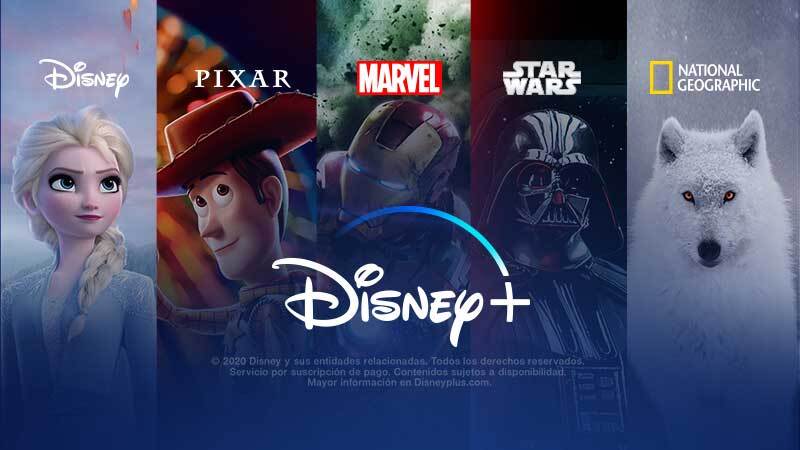 DISNEY
PIXAR
MARVEL
STAR
WARS
NATIONAL
GEOGRAPHIC
DISNEY+
© 2020 Disney y sus entidades relacionadas. Todos los derechos reservados.
Servicio por suscripción de pago. Contenidos sujetos a disponibilidad.
Mayor información en Disneyplus.com.